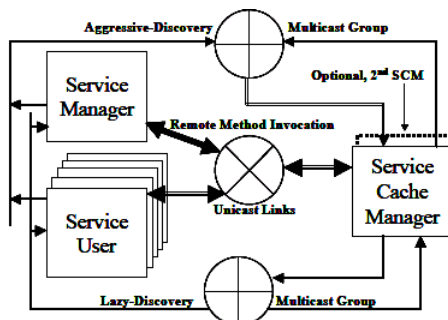 Aggressive-Discovery Multicast Group
Optional, 2nd SCM
Service
Manager
Remote Method Invocation
Service
Cache
Manager
Service
User
Unicast Links
Lazy-Discovery Multicast Group